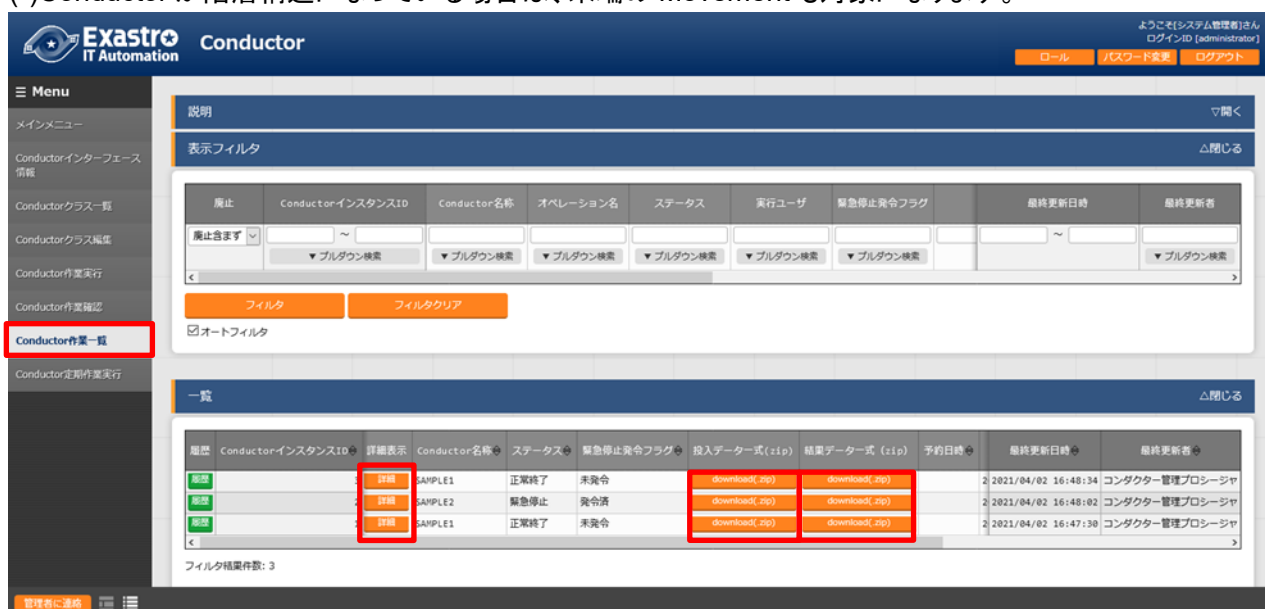 Exastro
IT Automation
Conductor
ようこそ[システム管理者]さん
ログインID [administrator]
ロール パスワード変更 ログアウト
☰ Menu
メインメニュー
Conductorインターフェース
情報
Conductorクラス一覧
Conductorクラス編集
Conductor作業実行
Conductor作業確認
Conductor作業一覧
Conductor定期作業実行
説明 ▽開く
表示フィルタ △閉じる
廃止 ConductorインスタンスID Conductor名称 オペレーション名 ステータス 実行ユーザ 緊急停止発令フラグ 最終更新日時 最終更新者
廃止含まず ～ ～
▼プルダウン検索 ▼プルダウン検索 ▼プルダウン検索 ▼プルダウン検索 ▼プルダウン検索 ▼プルダウン検索 ▼プルダウン検索
フィルタ フィルタクリア
オートフィルタ
一覧 △閉じる
履歴 ConductorインスタンスID 詳細表示 Conductor名称 ステータス 緊急停止発令フラグ 投入データ一式(zip) 結果データ一式 (zip) 予約日時 最終更新日時 最終更新者
履歴 詳細 SAMPLE1 正常終了 未発令 download(.zip) download(.zip) 2 2021/04/02 16:48:34 コンダクター管理プロシージャ
履歴 詳細 SAMPLE2 緊急停止 発令済 download(.zip) download(.zip) 2 2021/04/02 16:48:02 コンダクター管理プロシージャ
履歴 詳細 SAMPLE1 正常終了 未発令 download(.zip) download(.zip) 2 2021/04/02 16:47:30 コンダクター管理プロシージャ
フィルタ結果件数: 3
管理者に連絡